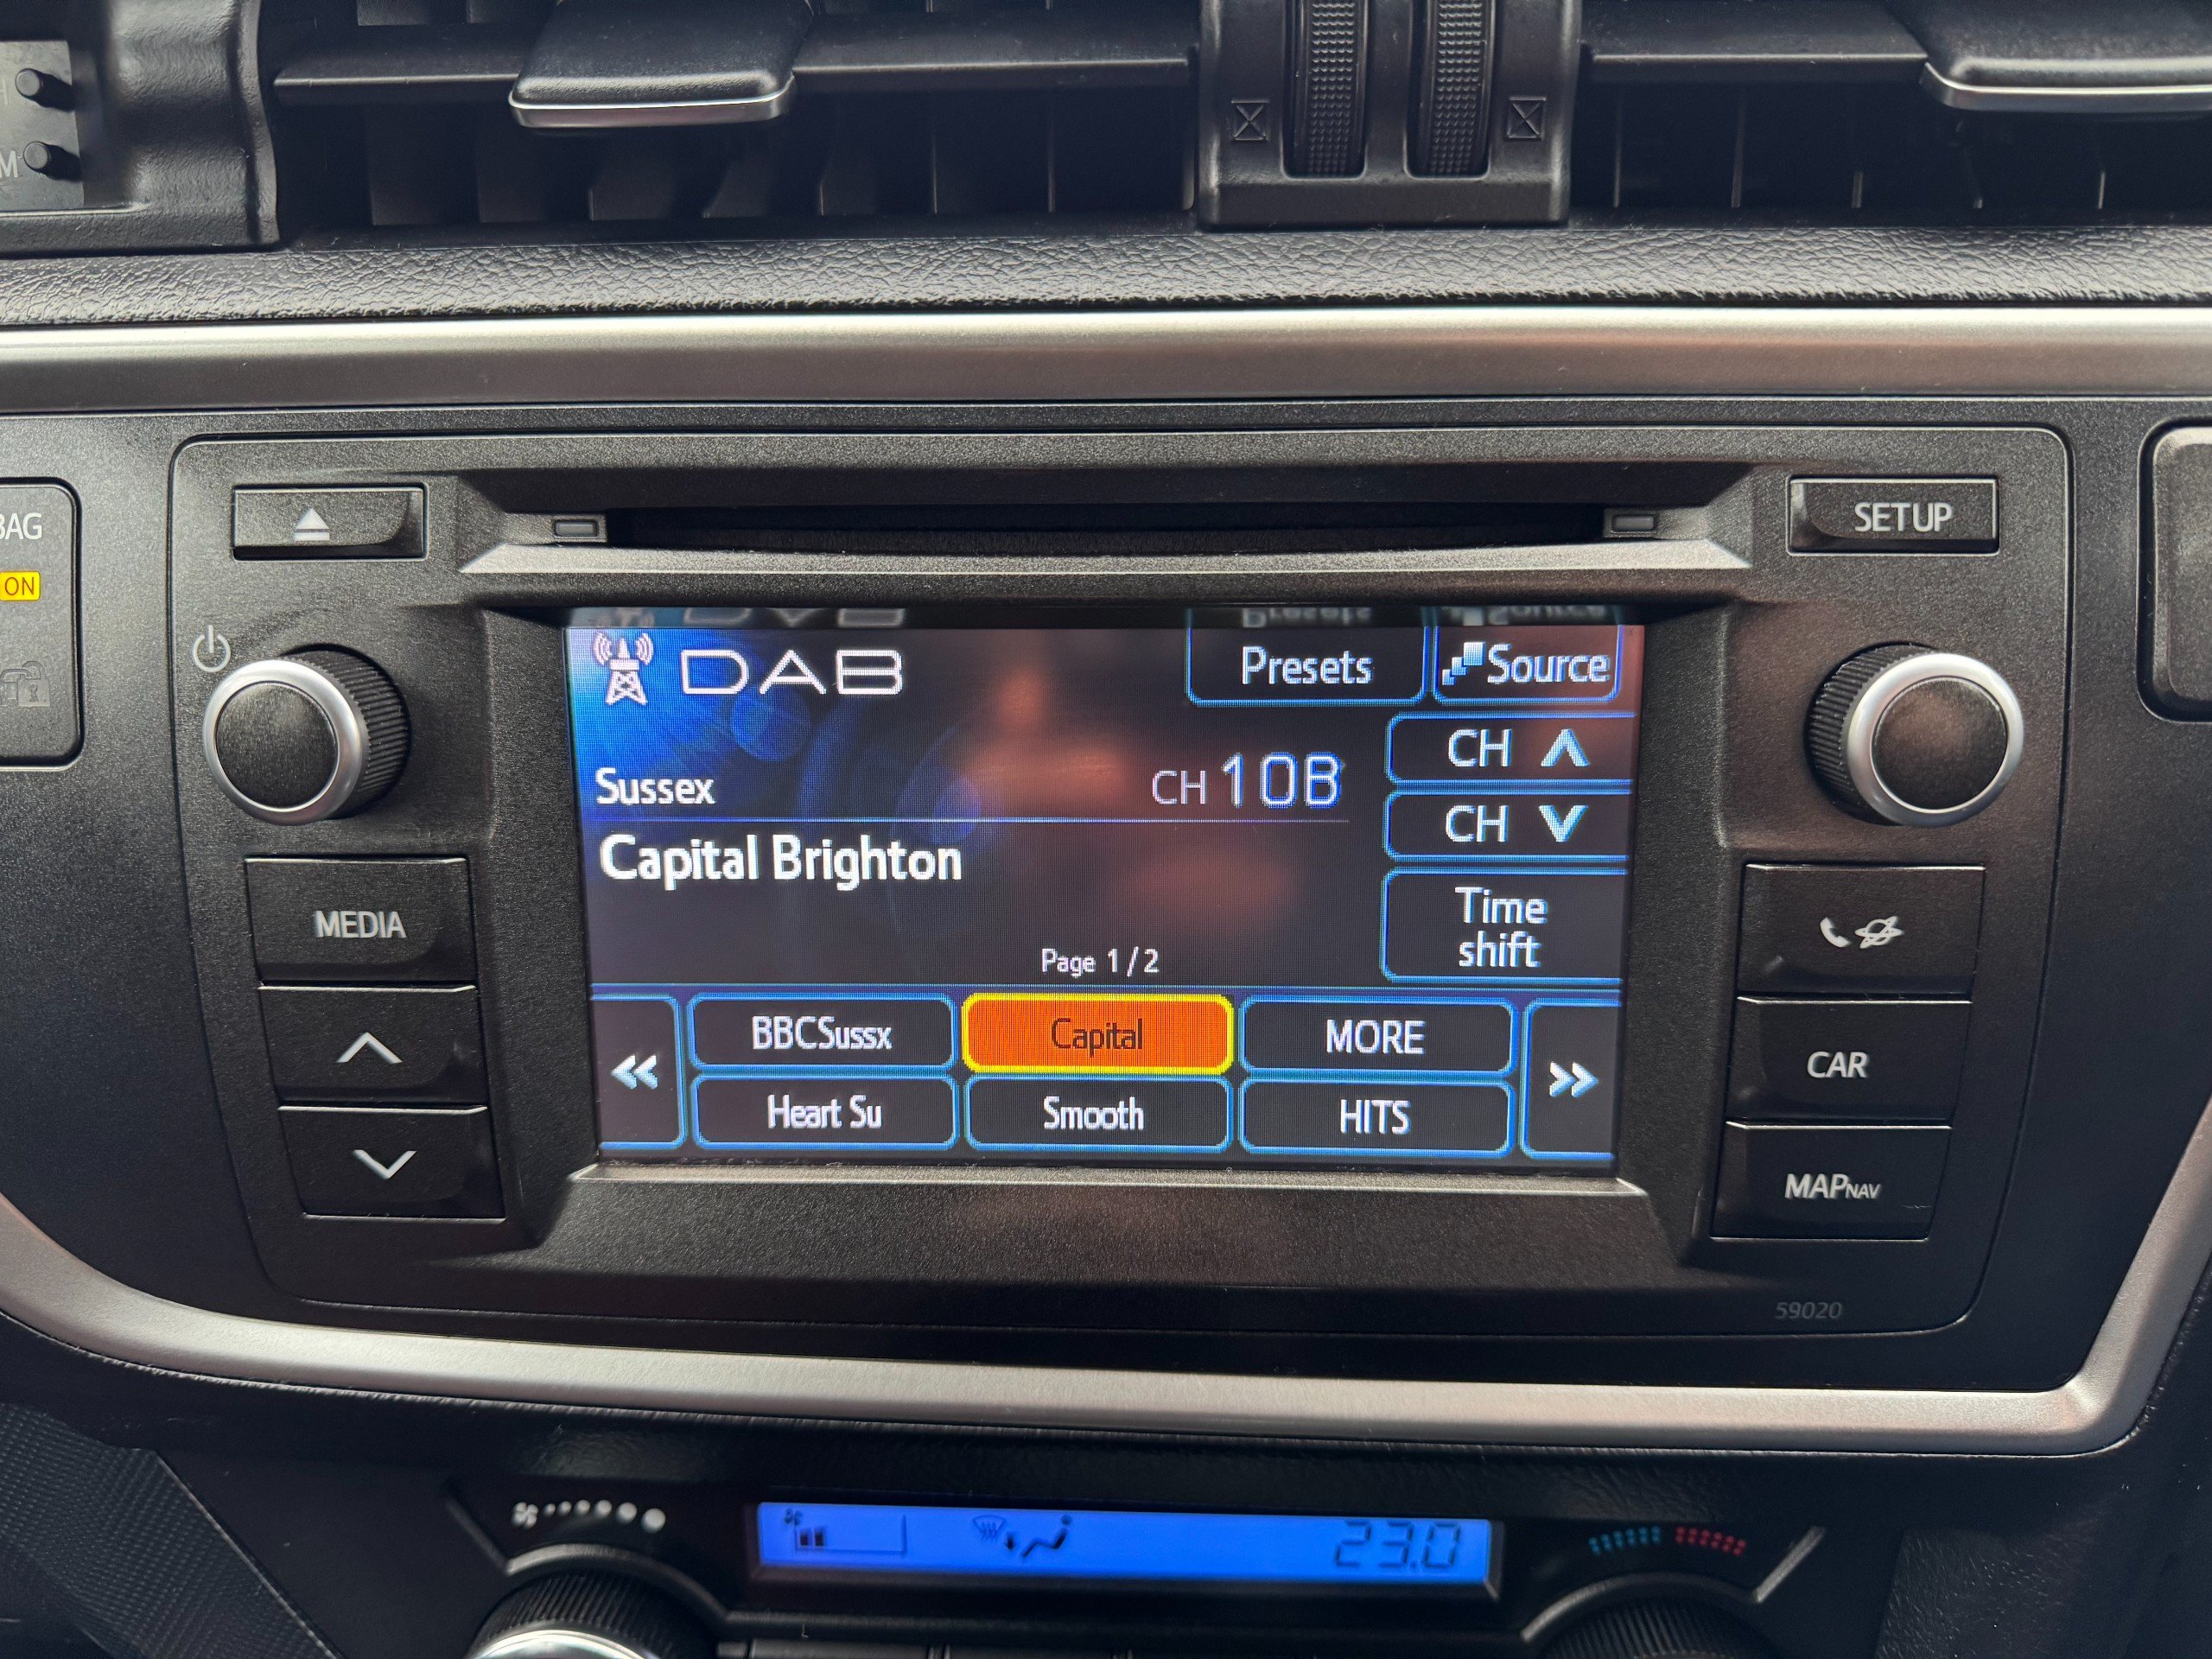 BAG
ON
SETUP
DAB
Presets
Source
Sussex
CH 10B
CH
CH
Capital Brighton
Time
shift
Page 1 / 2
BBCSussx
Capital
MORE
Heart Su
Smooth
HITS
MEDIA
CAR
MAPNAV
59020
23.0